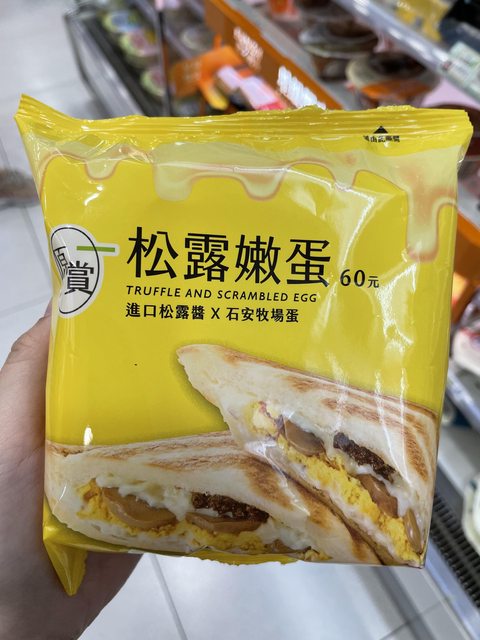 賞
松露嫩蛋 60元
TRUFFLE AND SCRAMBLED EGG
進口松露醬 X 石安牧場蛋